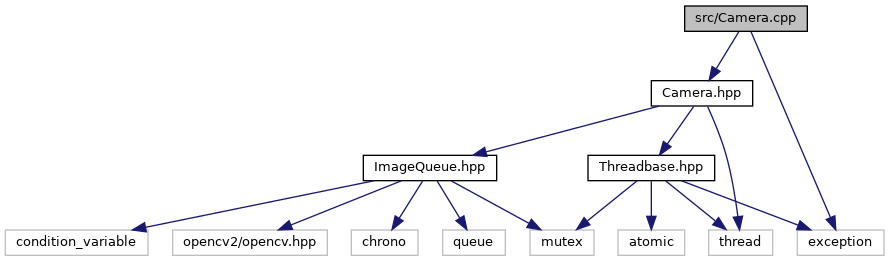 src/Camera.cpp
Camera.hpp
ImageQueue.hpp
Threadbase.hpp
condition_variable
opencv2/opencv.hpp
chrono
queue
mutex
atomic
thread
exception